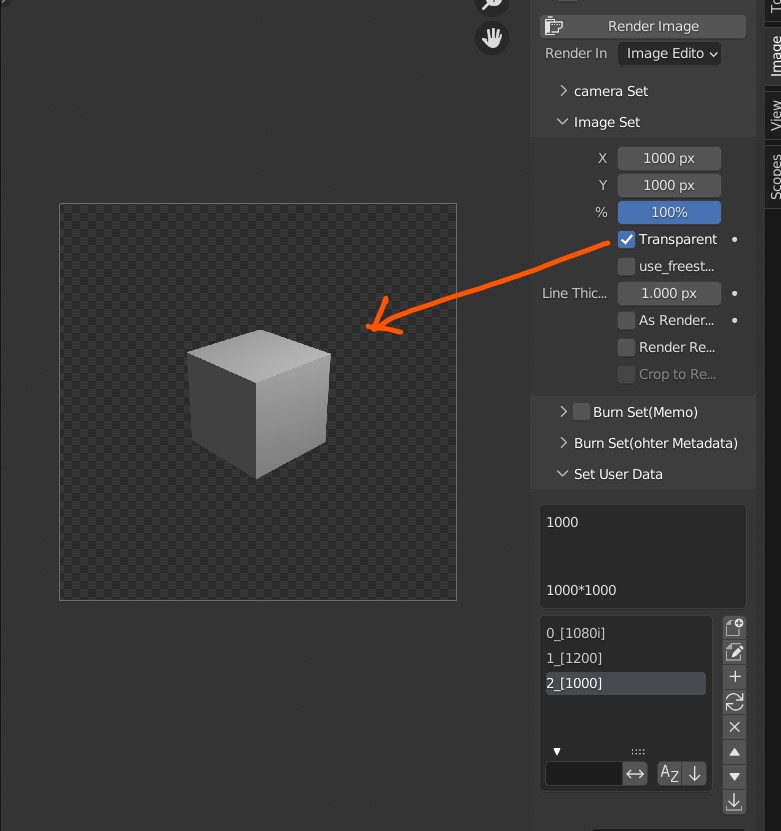 Render Image
Render In Image Edito
camera Set
Image Set
X 1000 px
Y 1000 px
% 100%
Transparent
use_freest...
Line Thic... 1.000 px
As Render...
Render Re...
Crop to Re...
Burn Set(Memo)
Burn Set(ohter Metadata)
Set User Data
1000
1000*1000
0_[1080i]
1_[1200]
2_[1000]
AZ
Image
View
Scopes